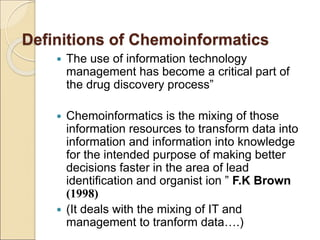 Definitions of Chemoinformatics
• The use of information technology
management has become a critical part of
the drug discovery process”
• Chemoinformatics is the mixing of those
information resources to transform data into
information and information into knowledge
for the intended purpose of making better
decisions faster in the area of lead
identification and organist ion ” F.K Brown
(1998)
• (It deals with the mixing of IT and
management to tranform data….)